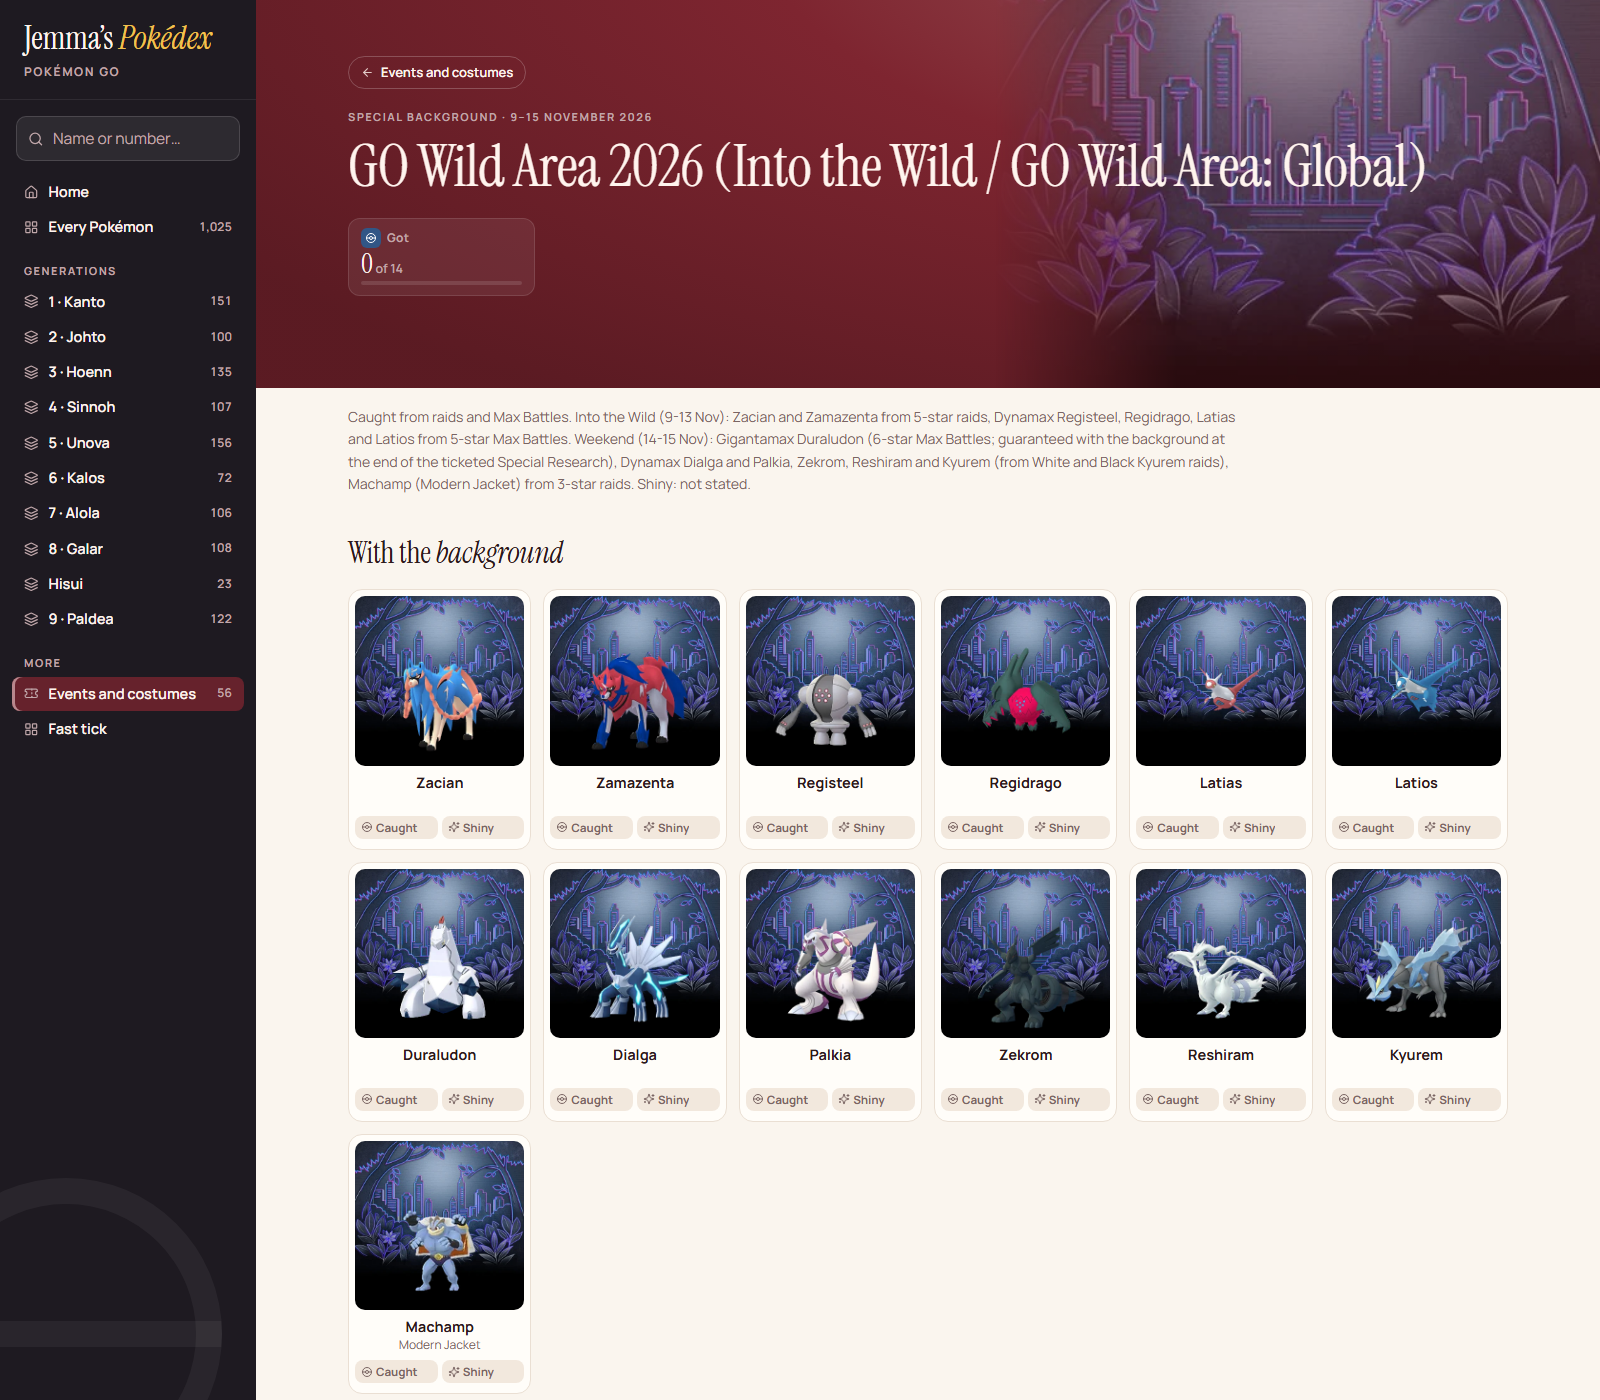 Jemma's Pokédex
POKÉMON GO
Name or number...
Home
Every Pokémon 1,025
GENERATIONS
1 · Kanto 151
2 · Johto 100
3 · Hoenn 135
4 · Sinnoh 107
5 · Unova 156
6 · Kalos 72
7 · Alola 106
8 · Galar 108
Hisui 23
9 · Paldea 122
MORE
Events and costumes 56
Fast tick
← Events and costumes
SPECIAL BACKGROUND · 9–15 NOVEMBER 2026
GO Wild Area 2026 (Into the Wild / GO Wild Area: Global)
Got
0 of 14
Caught from raids and Max Battles. Into the Wild (9-13 Nov): Zacian and Zamazenta from 5-star raids, Dynamax Registeel, Regidrago, Latias
and Latios from 5-star Max Battles. Weekend (14-15 Nov): Gigantamax Duraludon (6-star Max Battles; guaranteed with the background at
the end of the ticketed Special Research), Dynamax Dialga and Palkia, Zekrom, Reshiram and Kyurem (from White and Black Kyurem raids),
Machamp (Modern Jacket) from 3-star raids. Shiny: not stated.
With the background
Zacian
Caught Shiny
Zamazenta
Caught Shiny
Registeel
Caught Shiny
Regidrago
Caught Shiny
Latias
Caught Shiny
Latios
Caught Shiny
Duraludon
Caught Shiny
Dialga
Caught Shiny
Palkia
Caught Shiny
Zekrom
Caught Shiny
Reshiram
Caught Shiny
Kyurem
Caught Shiny
Machamp
Modern Jacket
Caught Shiny